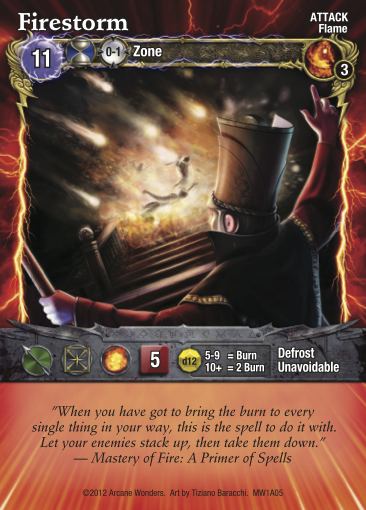 Firestorm
ATTACK
Flame
11
0-1
Zone
3
5
d12
5-9 = Burn
10+ = 2 Burn
Defrost
Unavoidable
"When you have got to bring the burn to every
single thing in your way, this is the spell to do it with.
Let your enemies stack up, then take them down."
— Mastery of Fire: A Primer of Spells
©2012 Arcane Wonders. Art by Tiziano Baracchi. MW1A05